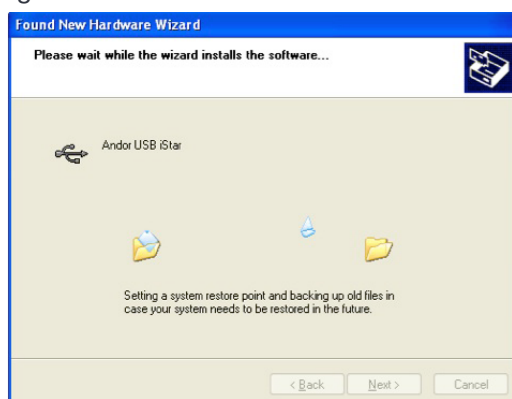 Found New Hardware Wizard
Please wait while the wizard installs the software...
Andor USB iStar
Setting a system restore point and backing up old files in
case your system needs to be restored in the future.
< Back
Next >
Cancel